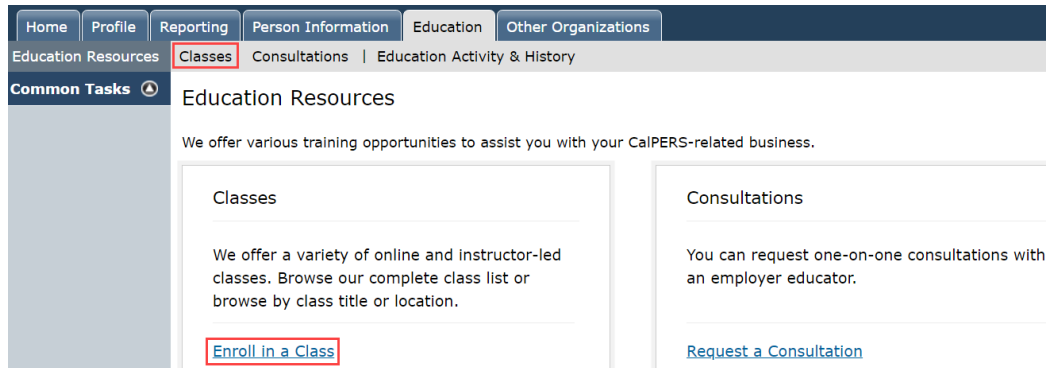 Home Profile Reporting Person Information Education Other Organizations
Education Resources Classes Consultations | Education Activity & History
Common Tasks
Education Resources
We offer various training opportunities to assist you with your CalPERS-related business.
Classes
We offer a variety of online and instructor-led
classes. Browse our complete class list or
browse by class title or location.
Enroll in a Class
Consultations
You can request one-on-one consultations with
an employer educator.
Request a Consultation